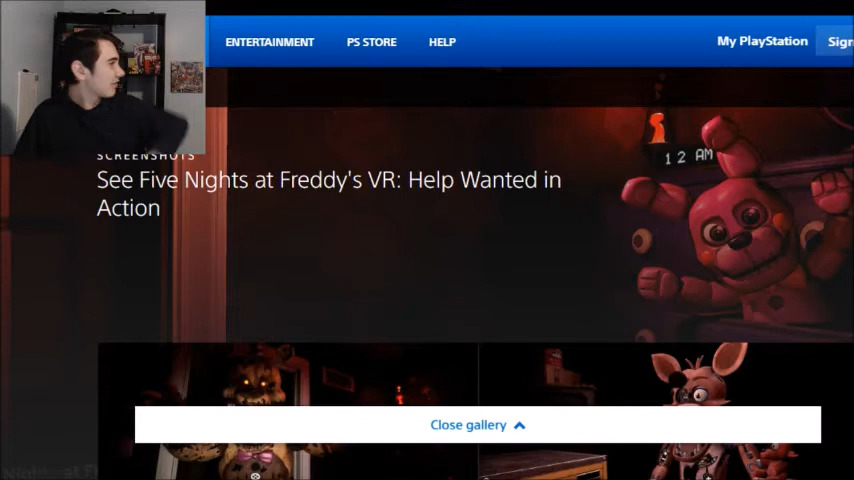 ENTERTAINMENT PS STORE HELP My PlayStation Sign
SCREENSHOTS
See Five Nights at Freddy's VR: Help Wanted in
Action
12 AM
Close gallery